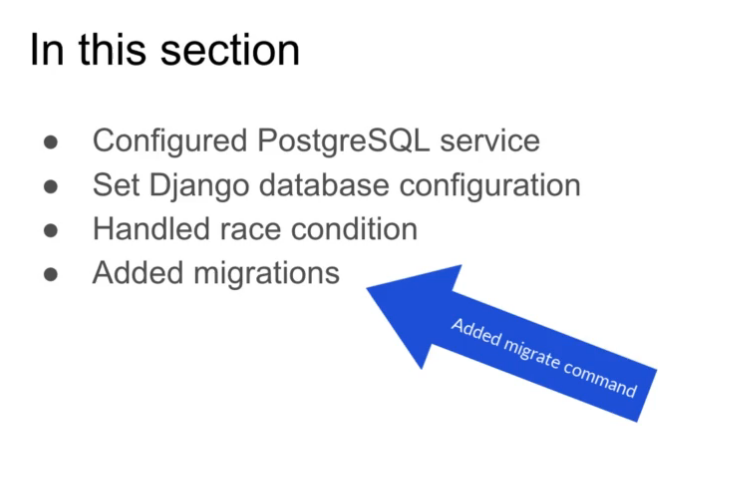 In this section
● Configured PostgreSQL service
● Set Django database configuration
● Handled race condition
● Added migrations
Added migrate command